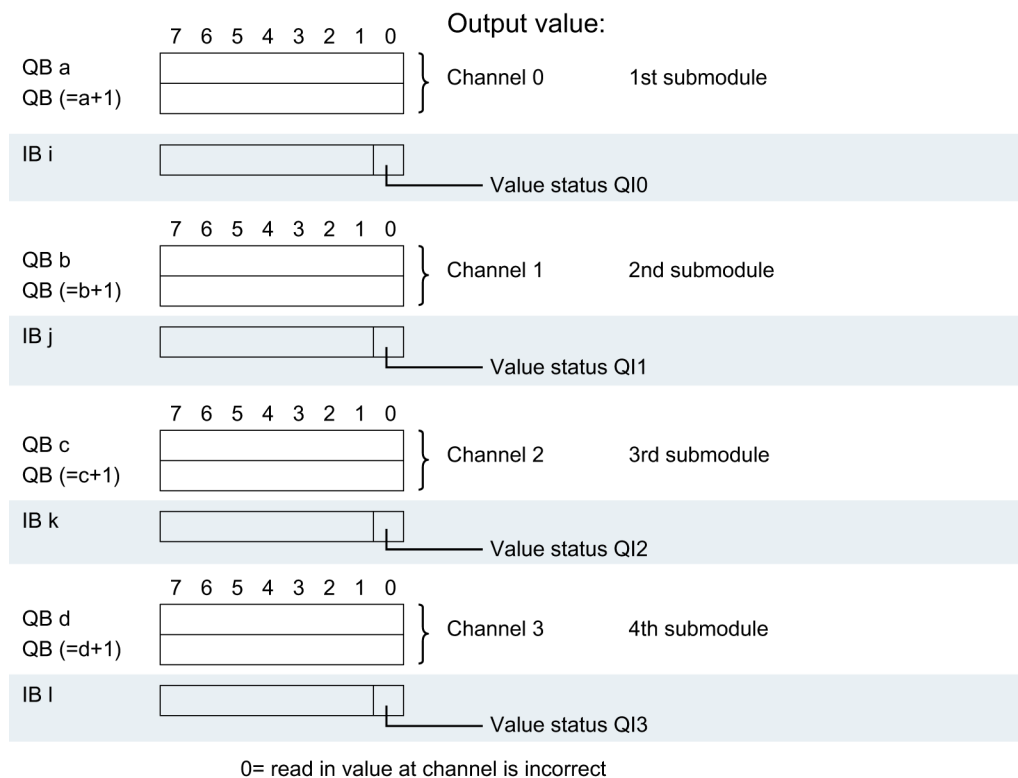 Output value:
7 6 5 4 3 2 1 0
QB a
QB (=a+1)
Channel 0 1st submodule
IB i
Value status QI0
7 6 5 4 3 2 1 0
QB b
QB (=b+1)
Channel 1 2nd submodule
IB j
Value status QI1
7 6 5 4 3 2 1 0
QB c
QB (=c+1)
Channel 2 3rd submodule
IB k
Value status QI2
7 6 5 4 3 2 1 0
QB d
QB (=d+1)
Channel 3 4th submodule
IB l
Value status QI3
0= read in value at channel is incorrect